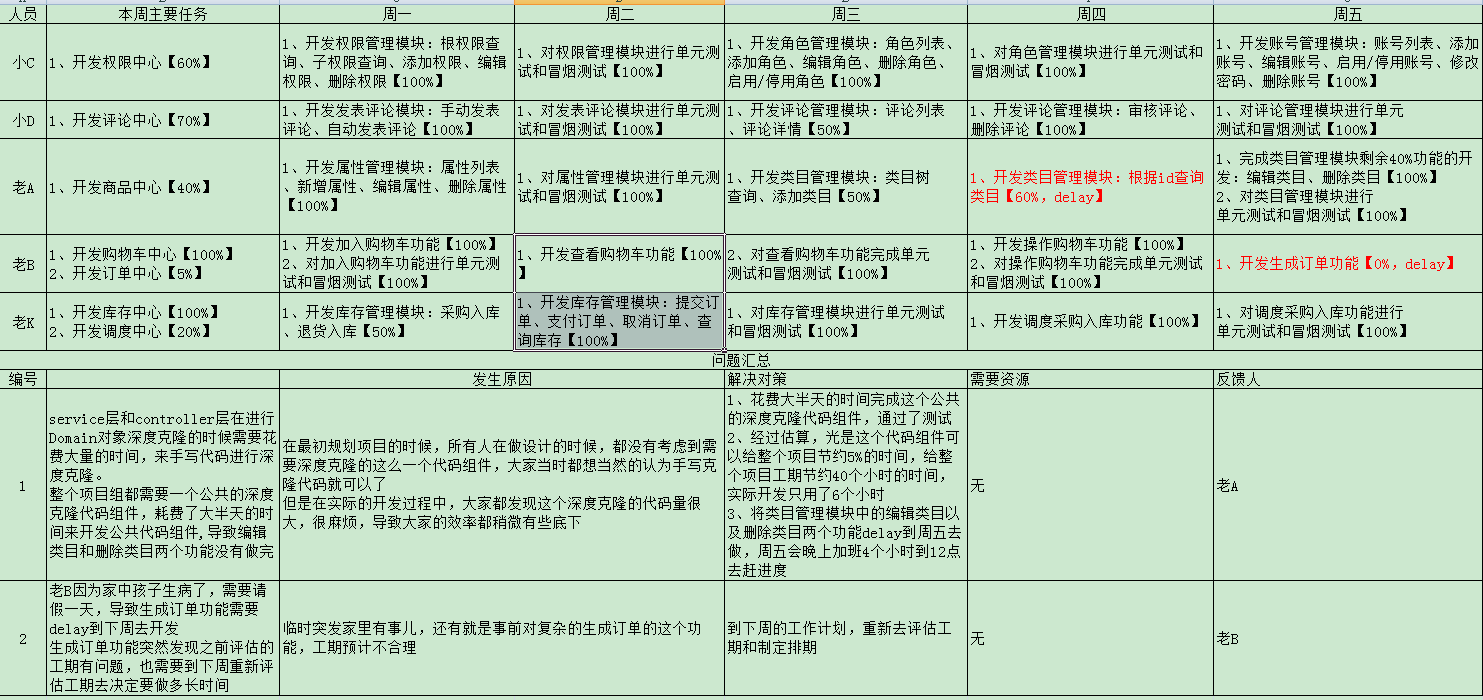 人员
本周主要任务
周一
周二
周三
周四
周五
小C
1、开发权限中心【60%】
1、开发权限管理模块：根权限查
询、子权限查询、添加权限、编辑
权限、删除权限【100%】
1、对权限管理模块进行单元测
试和冒烟测试【100%】
1、开发角色管理模块：角色列表、
添加角色、编辑角色、删除角色、
启用/停用角色【100%】
1、对角色管理模块进行单元测试和
冒烟测试【100%】
1、开发账号管理模块：账号列表、添加
账号、编辑账号、启用/停用账号、修改
密码、删除账号【100%】
小D
1、开发评论中心【70%】
1、开发发表评论模块：手动发表
评论、自动发表评论【100%】
1、对发表评论模块进行单元测
试和冒烟测试【100%】
1、开发评论管理模块：评论列表
、评论详情【50%】
1、开发评论管理模块：审核评论、
删除评论【100%】
1、对评论管理模块进行单元
测试和冒烟测试【100%】
老A
1、开发商品中心【40%】
1、开发属性管理模块：属性列表
、新增属性、编辑属性、删除属性
【100%】
1、对属性管理模块进行单元测
试和冒烟测试【100%】
1、开发类目管理模块：类目树
查询、添加类目【50%】
1、开发类目管理模块：根据id查询
类目【60%，delay】
1、完成类目管理模块剩余40%功能的开
发：编辑类目、删除类目【100%】
2、对类目管理模块进行
单元测试和冒烟测试【100%】
老B
1、开发购物车中心【100%】
2、开发订单中心【5%】
1、开发加入购物车功能【100%】
2、对加入购物车功能进行单元测
试和冒烟测试【100%】
1、开发查看购物车功能【100%
】
2、对查看购物车功能完成单元
测试和冒烟测试【100%】
1、开发操作购物车功能【100%】
2、对操作购物车功能完成单元测试
和冒烟测试【100%】
1、开发生成订单功能【0%，delay】
老K
1、开发库存中心【100%】
2、开发调度中心【20%】
1、开发库存管理模块：采购入库
、退货入库【50%】
1、开发库存管理模块：提交订
单、支付订单、取消订单、查
询库存【100%】
1、对库存管理模块进行单元测试
和冒烟测试【100%】
1、开发调度采购入库功能【100%】
1、对调度采购入库功能进行
单元测试和冒烟测试【100%】
问题汇总
编号
发生原因
解决对策
需要资源
反馈人
1
service层和controller层在进行
Domain对象深度克隆的时候需要花
费大量的时间，来手写代码进行深
度克隆。
整个项目组都需要一个公共的深度
克隆代码组件，耗费了大半天的时
间来开发公共代码组件,导致编辑
类目和删除类目两个功能没有做完
在最初规划项目的时候，所有人在做设计的时候，都没有考虑到需
要深度克隆的这么一个代码组件，大家当时都想当然的认为手写克
隆代码就可以了
但是在实际的开发过程中，大家都发现这个深度克隆的代码量很
大，很麻烦，导致大家的效率都稍微有些底下
1、花费大半天的时间完成这个公共
的深度克隆代码组件，通过了测试
2、经过估算，光是这个代码组件可
以给整个项目节约5%的时间，给整
个项目工期节约40个小时的时间，
实际开发只用了6个小时
3、将类目管理模块中的编辑类目以
及删除类目两个功能delay到周五去
做，周五会晚上加班4个小时到12点
去赶进度
无
老A
2
老B因为家中孩子生病了，需要请
假一天，导致生成订单功能需要
delay到下周去开发
生成订单功能突然发现之前评估的
工期有问题，也需要到下周重新评
估工期去决定要做多长时间
临时突发家里有事儿，还有就是事前对复杂的生成订单的这个功
能，工期预计不合理
到下周的工作计划，重新去评估工
期和制定排期
无
老B